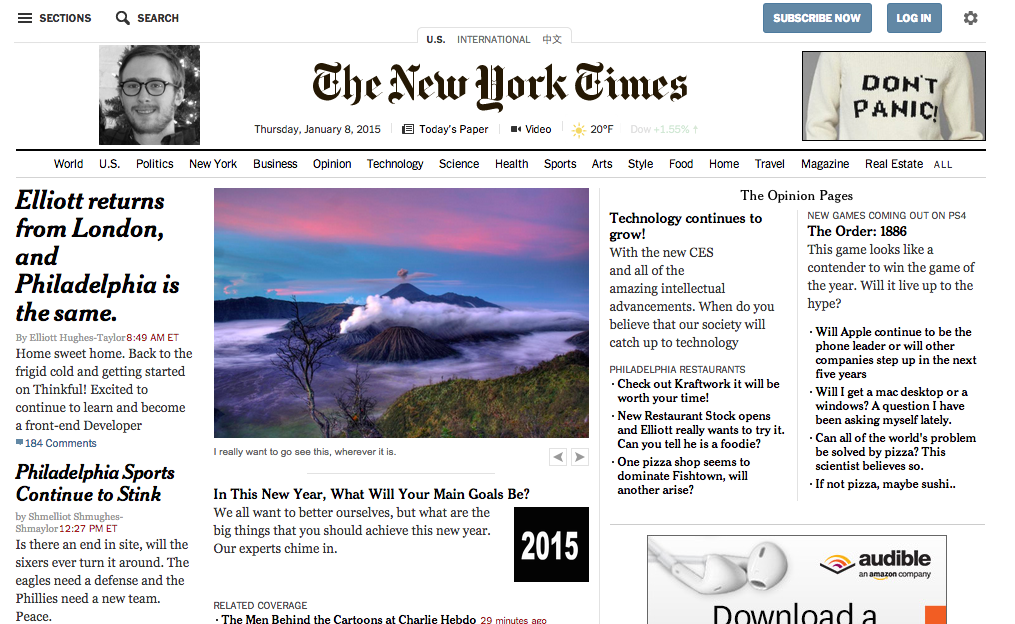 SECTIONS
SEARCH
SUBSCRIBE NOW
LOG IN
U.S. INTERNATIONAL 中文
The New York Times
DON'T
PANIC!
Thursday, January 8, 2015
Today's Paper
Video
20°F
Dow +1.55% ↑
World U.S. Politics New York Business Opinion Technology Science Health Sports Arts Style Food Home Travel Magazine Real Estate ALL
Elliott returns
from London,
and
Philadelphia is
the same.
By Elliott Hughes-Taylor8:49 AM ET
Home sweet home. Back to the
frigid cold and getting started
on Thinkful! Excited to
continue to learn and become
a front-end Developer
184 Comments
Philadelphia Sports
Continue to Stink
by Shmelliot Shmughes-
Shmaylor12:27 PM ET
Is there an end in site, will the
sixers ever turn it around. The
eagles need a defense and the
Phillies need a new team.
Peace.
I really want to go see this, wherever it is.
In This New Year, What Will Your Main Goals Be?
We all want to better ourselves, but what are the
big things that you should achieve this new year.
Our experts chime in.
2015
RELATED COVERAGE
· The Men Behind the Cartoons at Charlie Hebdo 29 minutes ago
The Opinion Pages
Technology continues to
grow!
With the new CES
and all of the
amazing intellectual
advancements. When do you
believe that our society will
catch up to technology
PHILADELPHIA RESTAURANTS
· Check out Kraftwork it will be
worth your time!
· New Restaurant Stock opens
and Elliott really wants to try it.
Can you tell he is a foodie?
· One pizza shop seems to
dominate Fishtown, will
another arise?
NEW GAMES COMING OUT ON PS4
The Order: 1886
This game looks like a
contender to win the game of
the year. Will it live up to the
hype?
· Will Apple continue to be the
phone leader or will other
companies step up in the next
five years
· Will I get a mac desktop or a
windows? A question I have
been asking myself lately.
· Can all of the world's problem
be solved by pizza? This
scientist believes so.
· If not pizza, maybe sushi..
audible
an amazon company
Download a